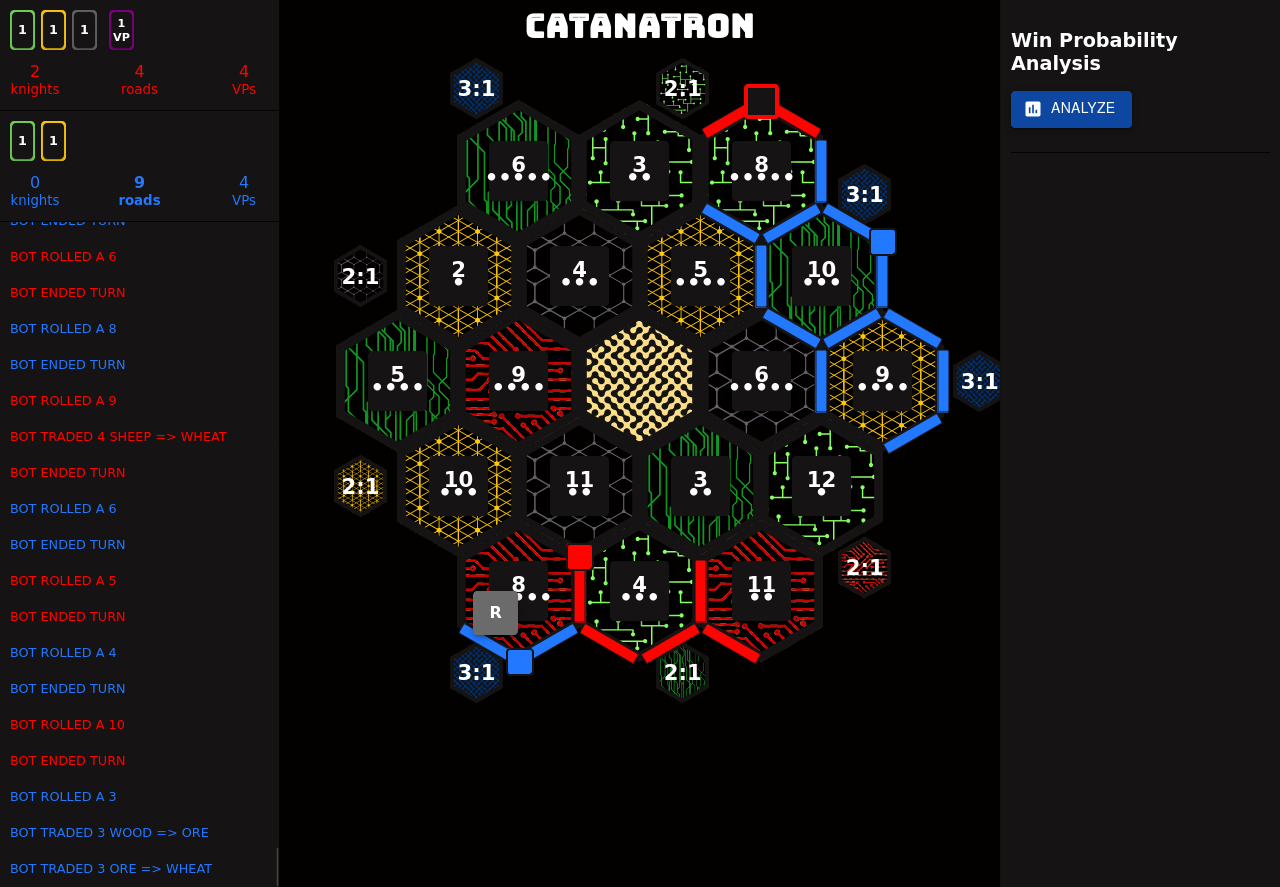 CATANATRON
1 1 1 1 VP
2 4 4
knights roads VPs
1 1
0 9 4
knights roads VPs
BOT ENDED TURN
BOT ROLLED A 6
BOT ENDED TURN
BOT ROLLED A 8
BOT ENDED TURN
BOT ROLLED A 9
BOT TRADED 4 SHEEP => WHEAT
BOT ENDED TURN
BOT ROLLED A 6
BOT ENDED TURN
BOT ROLLED A 5
BOT ENDED TURN
BOT ROLLED A 4
BOT ENDED TURN
BOT ROLLED A 10
BOT ENDED TURN
BOT ROLLED A 3
BOT TRADED 3 WOOD => ORE
BOT TRADED 3 ORE => WHEAT
3:1 2:1
6 3 8
3:1
2:1 2 4 5 10
5 9 6 9 3:1
2:1 10 11 3 12
2:1
8 4 11
R
3:1 2:1
Win Probability
Analysis
ANALYZE